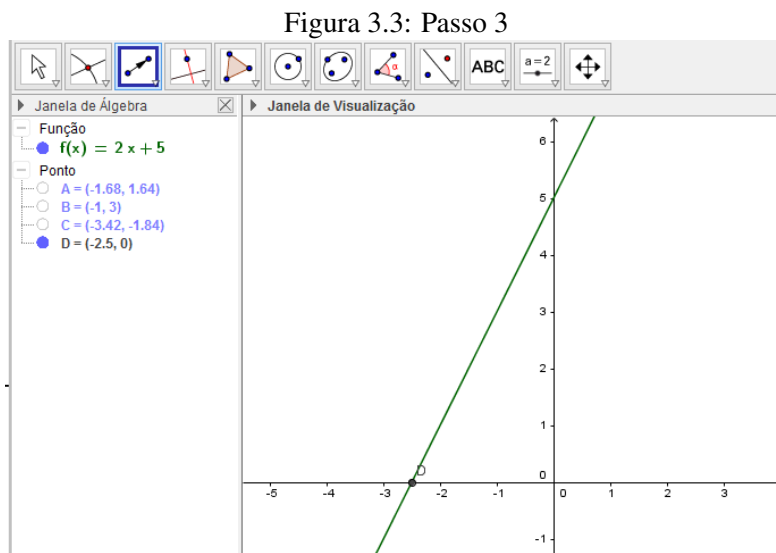 Figura 3.3: Passo 3
ABC
a=2
α
Janela de Álgebra
Janela de Visualização
Função
f(x) = 2 x + 5
Ponto
A = (-1.68, 1.64)
B = (-1, 3)
C = (-3.42, -1.84)
D = (-2.5, 0)
6
5
4
3
2
1
0
D
-5 -4 -3 -2 -1 0 1 2 3
-1